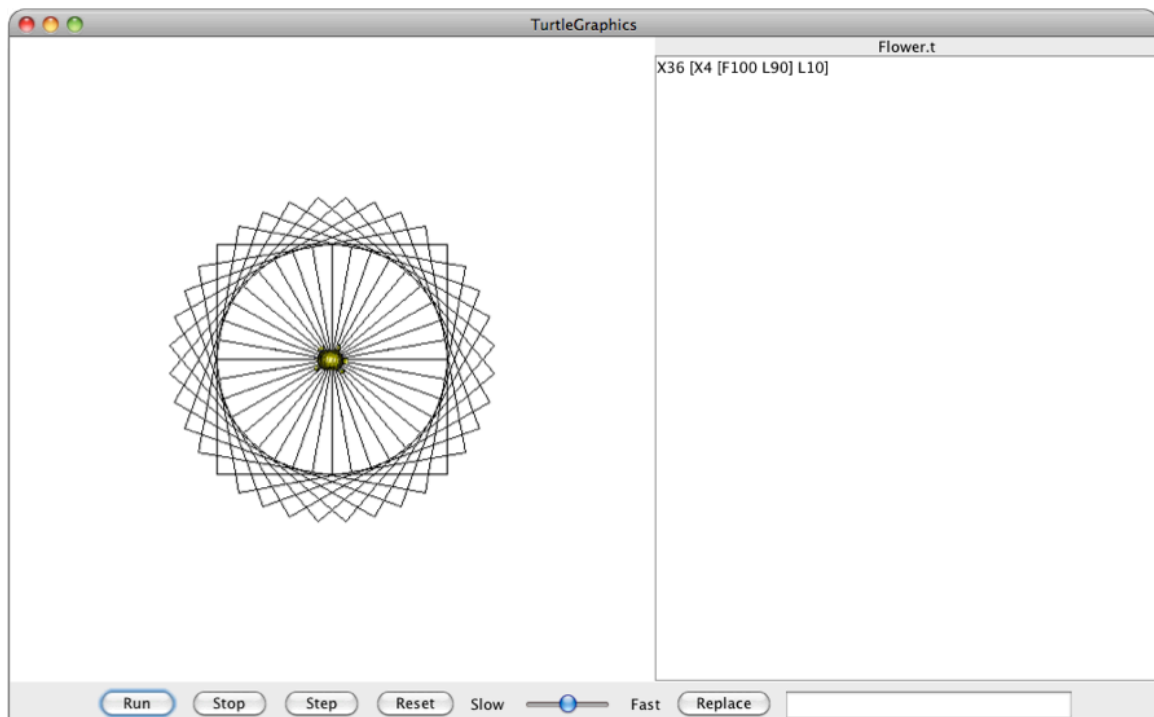 TurtleGraphics
Flower.t
X36 [X4 [F100 L90] L10]
Run Stop Step Reset Slow Fast Replace